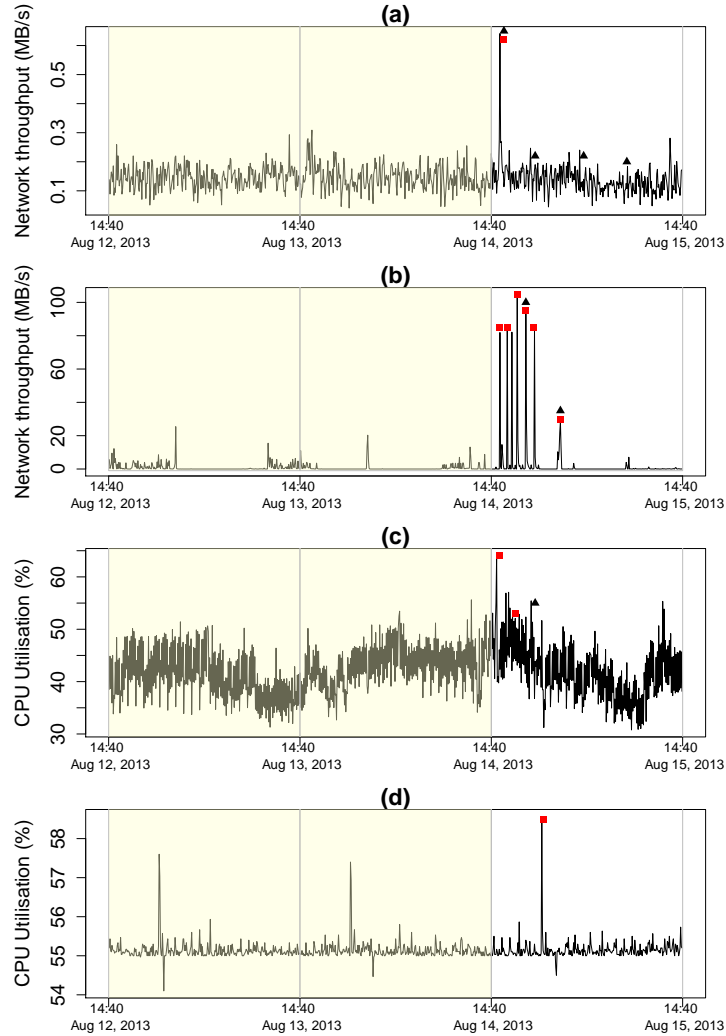 (a)
Network throughput (MB/s)
0.5
0.3
0.1
14:40 14:40 14:40 14:40
Aug 12, 2013 Aug 13, 2013 Aug 14, 2013 Aug 15, 2013
(b)
Network throughput (MB/s)
100
60
20
0
14:40 14:40 14:40 14:40
Aug 12, 2013 Aug 13, 2013 Aug 14, 2013 Aug 15, 2013
(c)
CPU Utilisation (%)
60
50
40
30
14:40 14:40 14:40 14:40
Aug 12, 2013 Aug 13, 2013 Aug 14, 2013 Aug 15, 2013
(d)
CPU Utilisation (%)
58
57
56
55
54
14:40 14:40 14:40 14:40
Aug 12, 2013 Aug 13, 2013 Aug 14, 2013 Aug 15, 2013